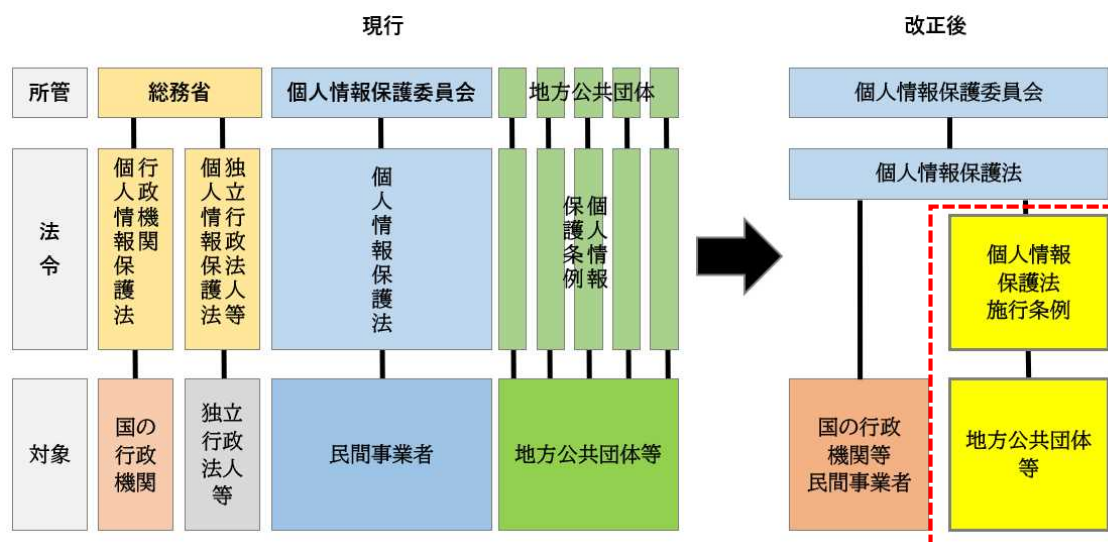 現行
改正後
所管
総務省
個人情報保護委員会
地方公共団体
個人情報保護委員会
法令
行政機関
個人情報保護法
独立行政法人等
個人情報保護法
個人情報保護法
個人情報
保護条例
個人情報保護法
個人情報
保護法
施行条例
対象
国の
行政
機関
独立
行政
法人
等
民間事業者
地方公共団体等
国の行政
機関等
民間事業者
地方公共団体
等